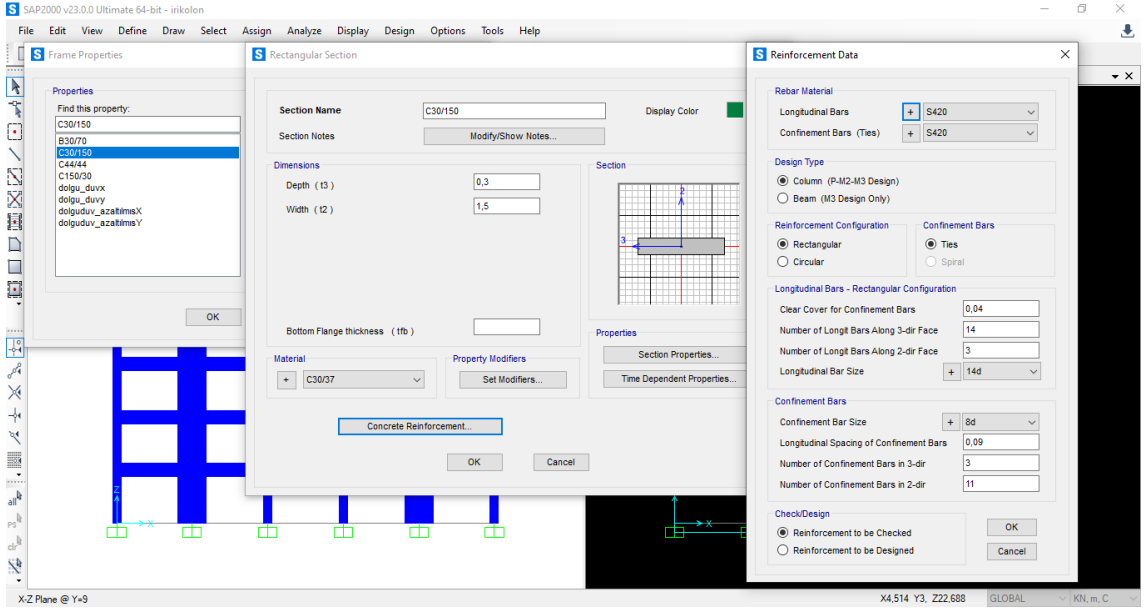 SAP2000 v23.0.0 Ultimate 64-bit - irikolon
File Edit View Define Draw Select Assign Analyze Display Design Options Tools Help
Frame Properties
Properties
Find this property:
C30/150
B30/70
C30/150
C44/44
C150/30
dolgu_duvx
dolgu_duvy
dolguduv_azaltılmısX
dolguduv_azaltılmısY
OK
Rectangular Section
Section Name C30/150 Display Color
Section Notes Modify/Show Notes...
Dimensions
Depth ( t3 ) 0,3
Width ( t2 ) 1,5
Bottom Flange thickness ( tfb )
Section
2
3
Properties
Section Properties...
Time Dependent Properties...
Material
+ C30/37
Property Modifiers
Set Modifiers...
Concrete Reinforcement...
OK Cancel
Reinforcement Data
Rebar Material
Longitudinal Bars + S420
Confinement Bars (Ties) + S420
Design Type
Column (P-M2-M3 Design)
Beam (M3 Design Only)
Reinforcement Configuration
Rectangular
Circular
Confinement Bars
Ties
Spiral
Longitudinal Bars - Rectangular Configuration
Clear Cover for Confinement Bars 0,04
Number of Longit Bars Along 3-dir Face 14
Number of Longit Bars Along 2-dir Face 3
Longitudinal Bar Size + 14d
Confinement Bars
Confinement Bar Size + 8d
Longitudinal Spacing of Confinement Bars 0,09
Number of Confinement Bars in 3-dir 3
Number of Confinement Bars in 2-dir 11
Check/Design
Reinforcement to be Checked
Reinforcement to be Designed
OK
Cancel
all
PS
clr
Z
X
X
X-Z Plane @ Y=9
X4,514 Y3, Z22,688 GLOBAL KN, m, C